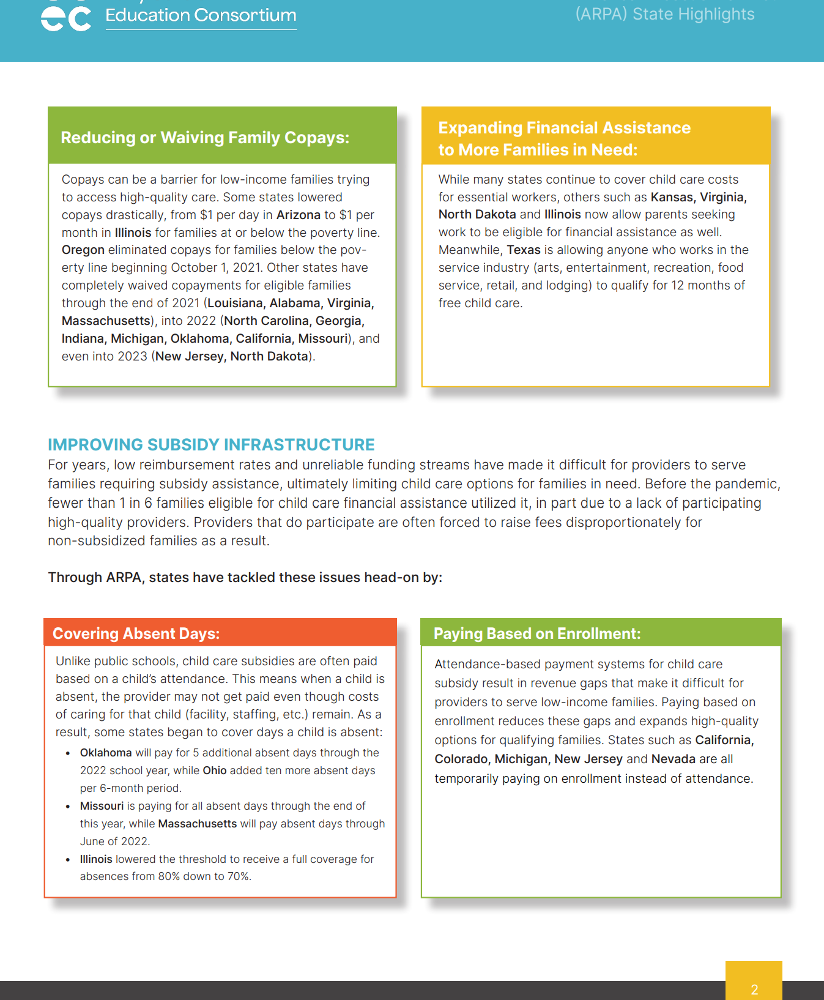 Education Consortium
(ARPA) State Highlights
Reducing or Waiving Family Copays:
Copays can be a barrier for low-income families trying
to access high-quality care. Some states lowered
copays drastically, from $1 per day in Arizona to $1 per
month in Illinois for families at or below the poverty line.
Oregon eliminated copays for families below the pov-
erty line beginning October 1, 2021. Other states have
completely waived copayments for eligible families
through the end of 2021 (Louisiana, Alabama, Virginia,
Massachusetts), into 2022 (North Carolina, Georgia,
Indiana, Michigan, Oklahoma, California, Missouri), and
even into 2023 (New Jersey, North Dakota).
Expanding Financial Assistance
to More Families in Need:
While many states continue to cover child care costs
for essential workers, others such as Kansas, Virginia,
North Dakota and Illinois now allow parents seeking
work to be eligible for financial assistance as well.
Meanwhile, Texas is allowing anyone who works in the
service industry (arts, entertainment, recreation, food
service, retail, and lodging) to qualify for 12 months of
free child care.
IMPROVING SUBSIDY INFRASTRUCTURE
For years, low reimbursement rates and unreliable funding streams have made it difficult for providers to serve
families requiring subsidy assistance, ultimately limiting child care options for families in need. Before the pandemic,
fewer than 1 in 6 families eligible for child care financial assistance utilized it, in part due to a lack of participating
high-quality providers. Providers that do participate are often forced to raise fees disproportionately for
non-subsidized families as a result.
Through ARPA, states have tackled these issues head-on by:
Covering Absent Days:
Unlike public schools, child care subsidies are often paid
based on a child’s attendance. This means when a child is
absent, the provider may not get paid even though costs
of caring for that child (facility, staffing, etc.) remain. As a
result, some states began to cover days a child is absent:
• Oklahoma will pay for 5 additional absent days through the
2022 school year, while Ohio added ten more absent days
per 6-month period.
• Missouri is paying for all absent days through the end of
this year, while Massachusetts will pay absent days through
June of 2022.
• Illinois lowered the threshold to receive a full coverage for
absences from 80% down to 70%.
Paying Based on Enrollment:
Attendance-based payment systems for child care
subsidy result in revenue gaps that make it difficult for
providers to serve low-income families. Paying based on
enrollment reduces these gaps and expands high-quality
options for qualifying families. States such as California,
Colorado, Michigan, New Jersey and Nevada are all
temporarily paying on enrollment instead of attendance.
2